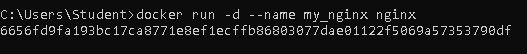 C:\Users\Student>docker run -d --name my_nginx nginx
6656fd9fa193bc17ca8771e8ef1ecffb86803077dae01122f5069a57353790df